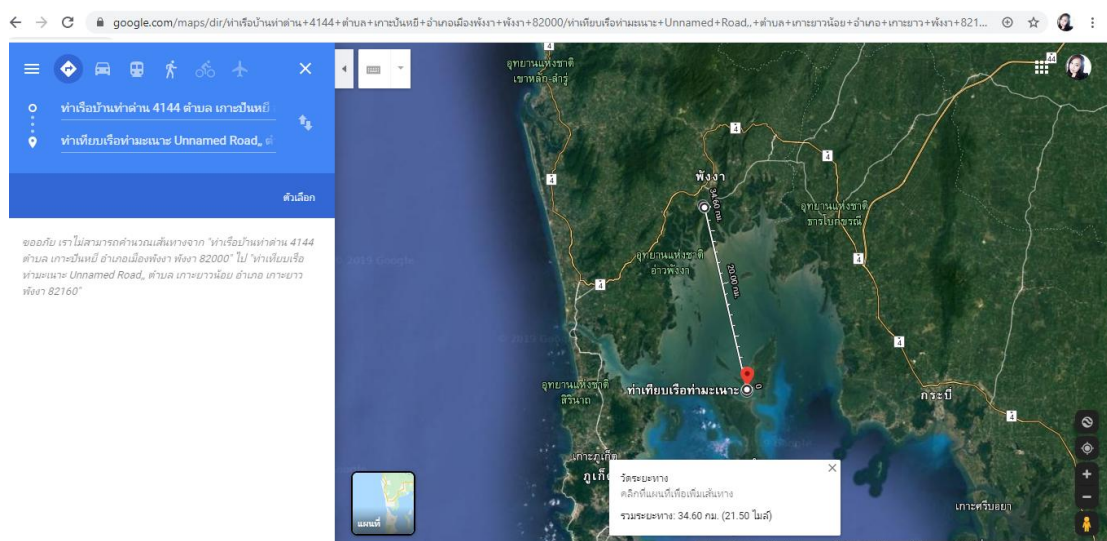 google.com/maps/dir/ท่าเรือบ้านท่าด่าน+4144+ตำบล+เกาะปันหยี+อำเภอเมืองพังงา+พังงา+82000/ท่าเทียบเรือท่ามะเนาะ+Unnamed+Road,,+ตำบล+เกาะยาวน้อย+อำเภอ+เกาะยาว+พังงา+821...
ท่าเรือบ้านท่าด่าน 4144 ตำบล เกาะปันหยี
ท่าเทียบเรือท่ามะเนาะ Unnamed Road,, ตำ
ตัวเลือก
ขออภัย เราไม่สามารถคำนวณเส้นทางจาก "ท่าเรือบ้านท่าด่าน 4144
ตำบล เกาะปันหยี อำเภอเมืองพังงา พังงา 82000" ไป "ท่าเทียบเรือ
ท่ามะเนาะ Unnamed Road,, ตำบล เกาะยาวน้อย อำเภอ เกาะยาว
พังงา 82160"
4
อุทยานแห่งชาติ
เขาหลัก-ลำรู่
44
4
4
4
พังงา
34.60 กม.
อุทยานแห่งชาติ
ธารโบกขรณี
อุทยานแห่งชาติ
อ่าวพังงา
4
© 2019 Google
20.00 กม.
4
© 2019 Google
4
อุทยานแห่งชาติ
สิรินาถ
ท่าเทียบเรือท่ามะเนาะ
0
กระบี่
4
เกาะภูเก็ต
ภูเก็
เกาะศรีบอยา
แผนที่
วัดระยะทาง
คลิกที่แผนที่เพื่อเพิ่มเส้นทาง
รวมระยะทาง: 34.60 กม. (21.50 ไมล์)